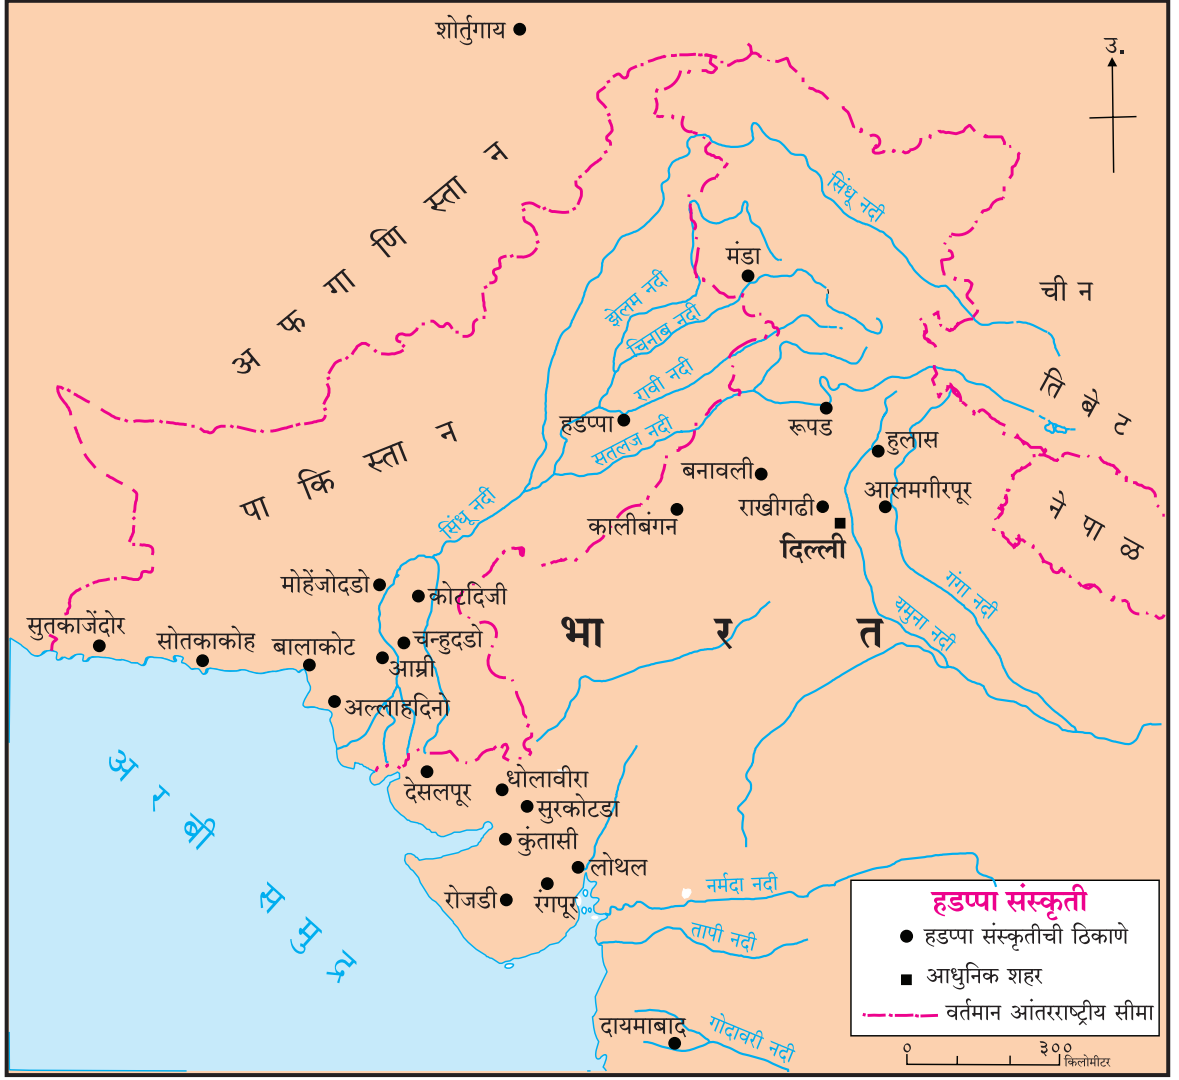 शोर्तुगाय
उ.
अफगाणिस्तान
सिंधू नदी
मंडा
चीन
झेलम नदी
चिनाब नदी
रावी नदी
तिबेट
हडप्पा
सतलज नदी
रूपड
हुलास
पाकिस्तान
बनावली
आलमगीरपूर
राखीगढी
कालीबंगन
दिल्ली
नेपाळ
सिंधू नदी
मोहेंजोदडो
कोटदिजी
गंगा नदी
यमुना नदी
सुतकाजेंदोर
सोतकाकोह
बालाकोट
चन्हुदडो
आम्री
भारत
अल्लाहदिनो
अरबी समुद्र
देसलपूर
धोलावीरा
सुरकोटडा
कुंतासी
लोथल
रोजडी
रंगपूर
नर्मदा नदी
तापी नदी
दायमाबाद
गोदावरी नदी
हडप्पा संस्कृती
हडप्पा संस्कृतीची ठिकाणे
आधुनिक शहर
वर्तमान आंतरराष्ट्रीय सीमा
० ३००
किलोमीटर